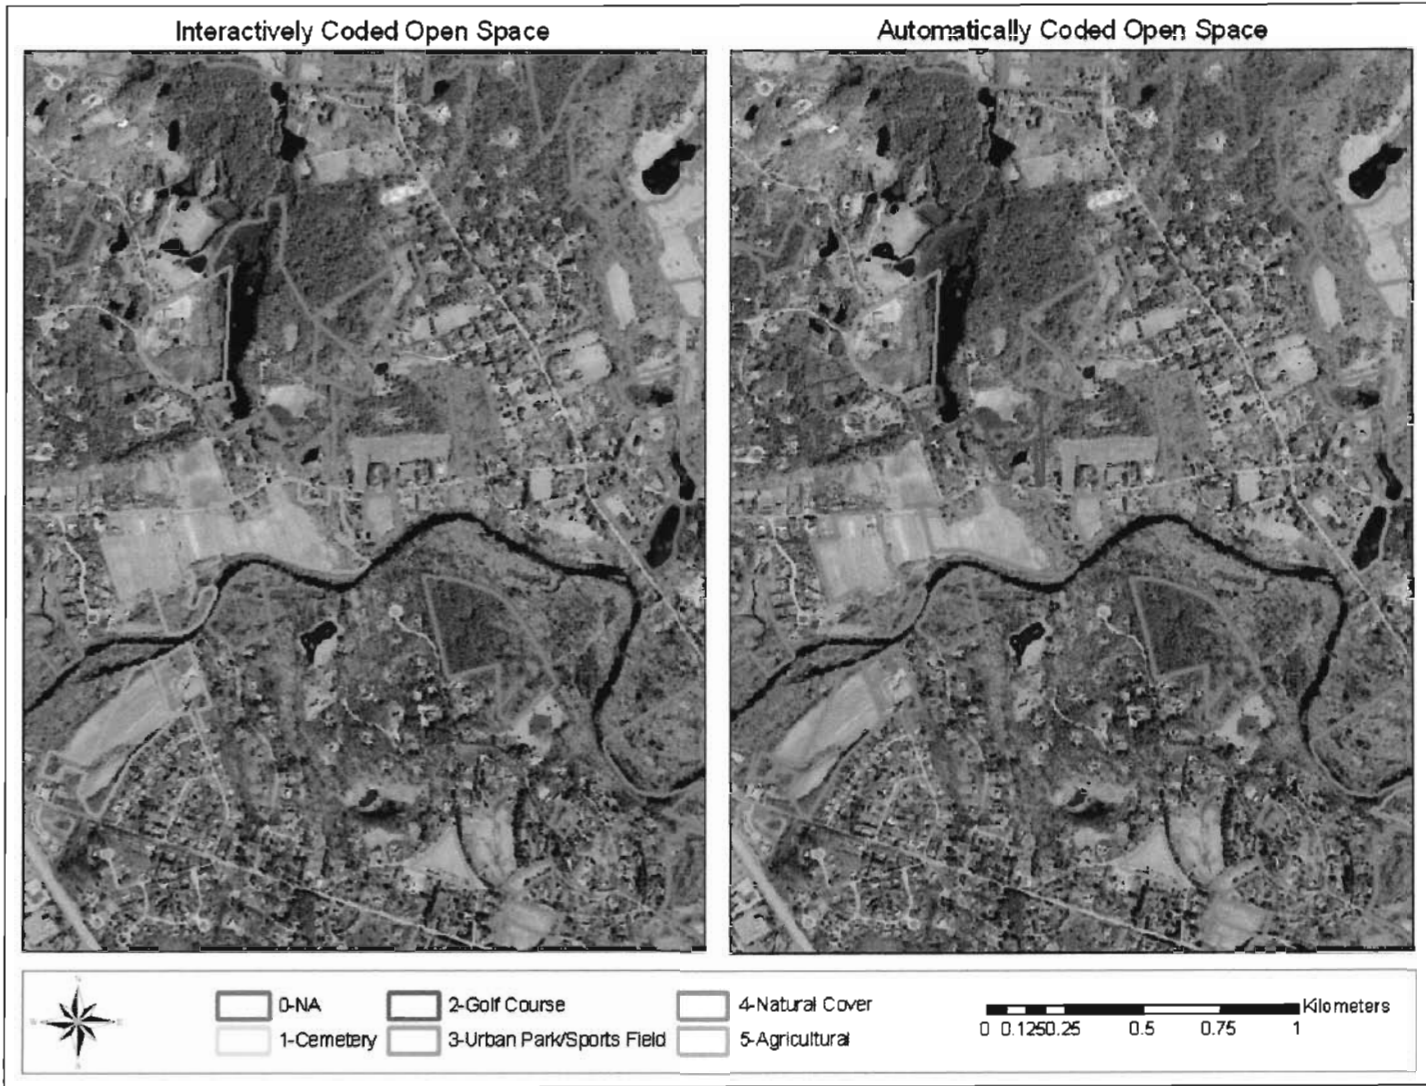 Interactively Coded Open Space
Automatically Coded Open Space
0-NA
2-Golf Course
4-Natural Cover
Kilometers
1-Cemetery
3-Urban Park/Sports Field
5-Agricultural
0 0.1250.25 0.5 0.75 1